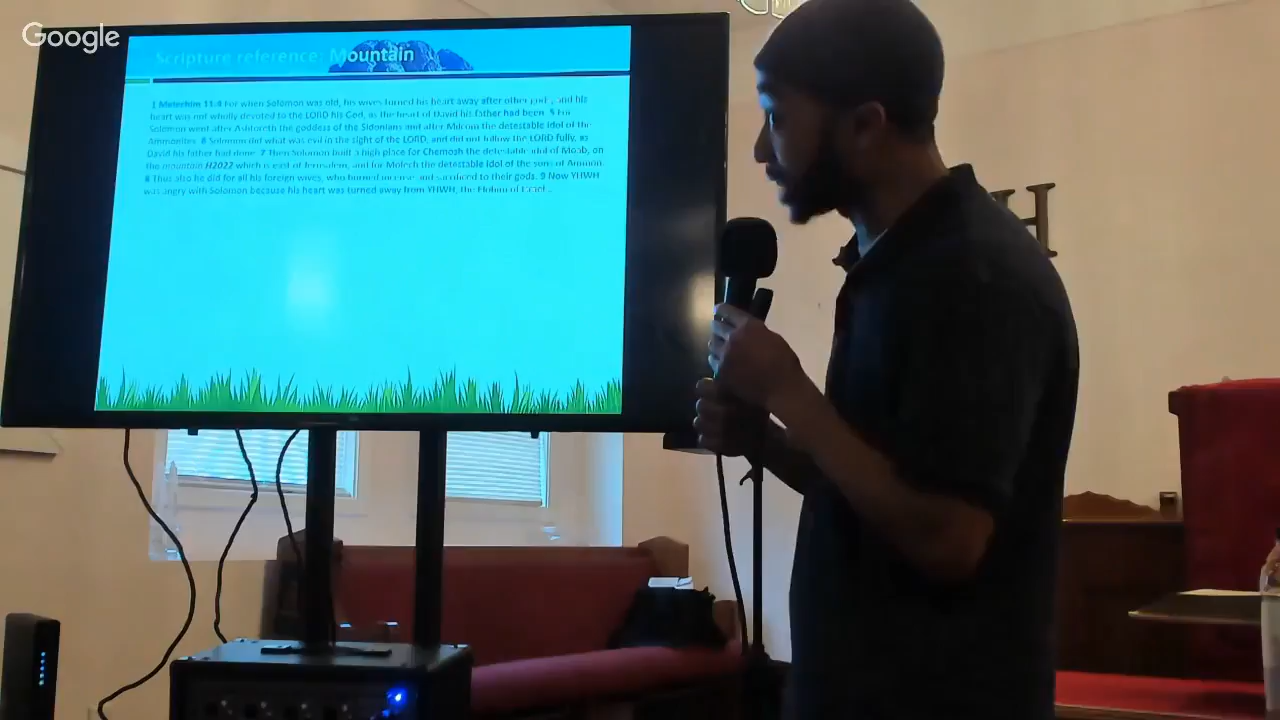 Google
Scripture reference: Mountain
1 Melechim 11:4 For when Solomon was old, his wives turned his heart away after other god , and his
heart was not wholly devoted to the LORD his God, as the heart of David his father had been. 5 For
Solomon went after Ashtoreth the goddess of the Sidonians and after Milcom the detestable idol of the
Ammonites. 6 Solomon did what was evil in the sight of the LORD, and did not follow the LORD fully, as
David his father had done. 7 Then Solomon built a high place for Chemosh the detestable idol of Moab, on
the mountain H2022 which is east of Jerusalem, and for Molech the detestable idol of the sons of Ammon.
8 Thus also he did for all his foreign wives, who burned incense and sacrificed to their gods. 9 Now YHWH
was angry with Solomon because his heart was turned away from YHWH, the Elohim of Israel
H